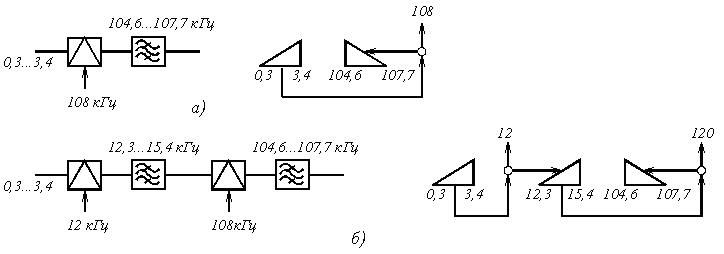 104,6...107,7 кГц
108
0,3...3,4
0,3 3,4 104,6 107,7
108 кГц
а)
12,3...15,4 кГц 104,6...107,7 кГц
12 120
0,3...3,4
0,3 3,4 12,3 15,4 104,6 107,7
12 кГц 108кГц
б)